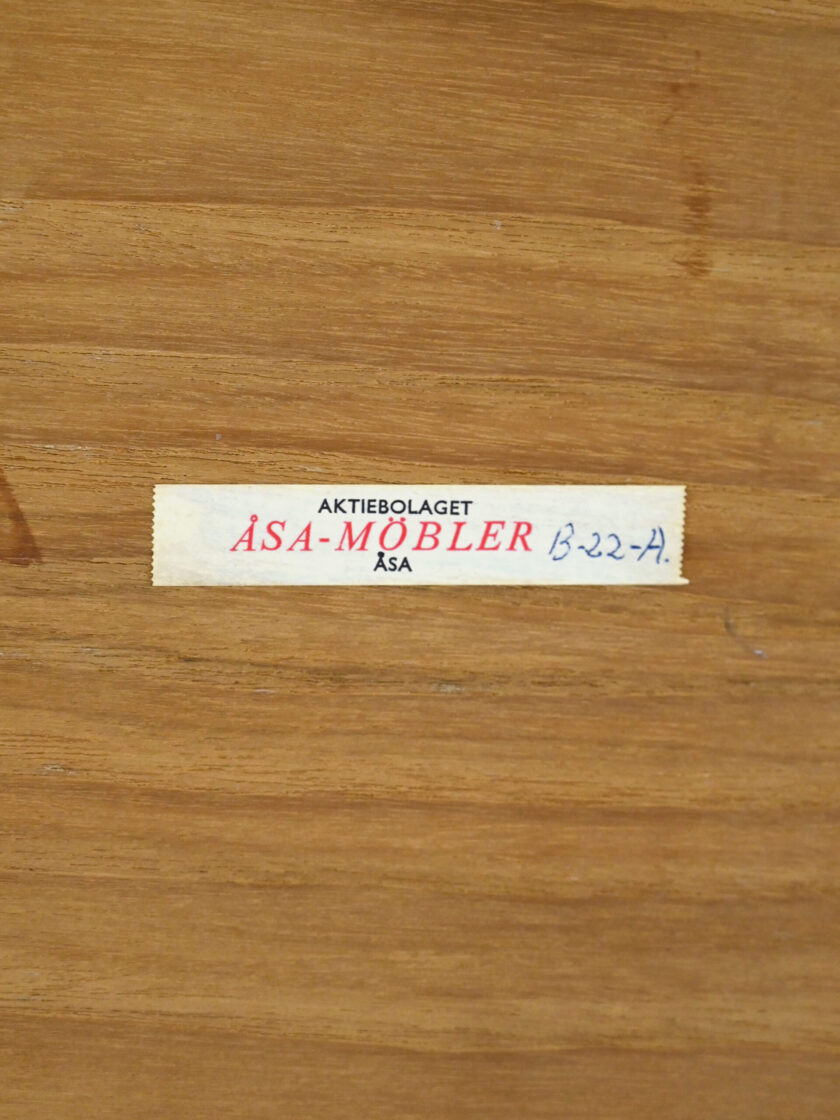 AKTIEBOLAGET
ÅSA-MÖBLER B-22-A.
ÅSA